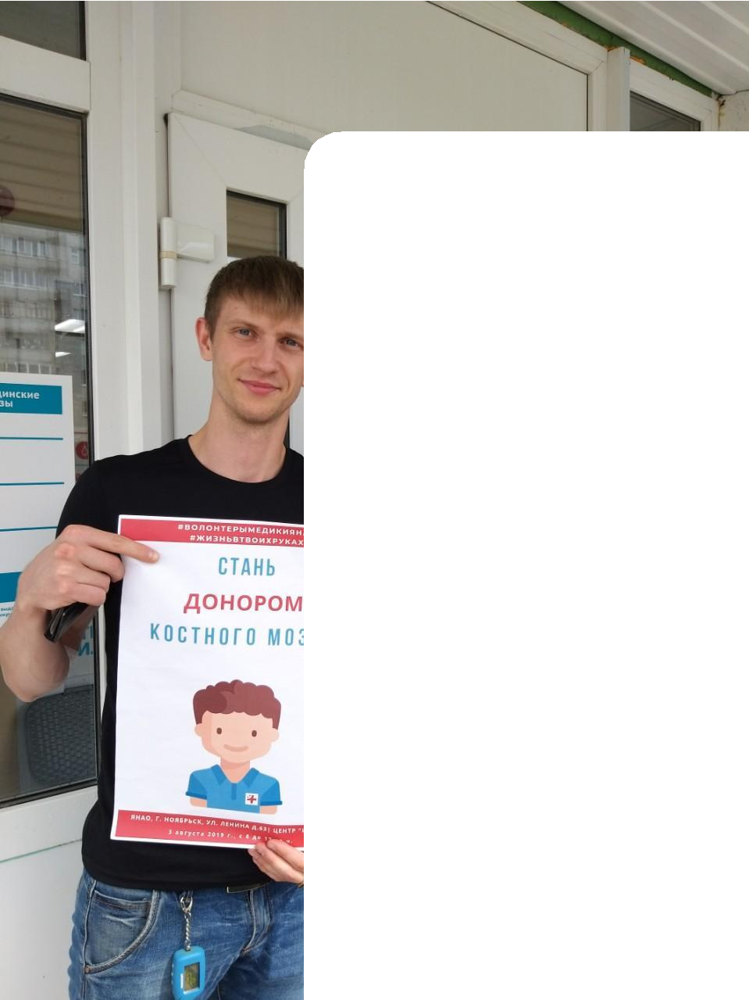 динские
зы
#ВОЛОНТЕРЫМЕДИКИЯН
#ЖИЗНЬВТВОИХРУКАХ
СТАНЬ
ДОНОРОМ
КОСТНОГО МОЗ
ЯНАО, Г. НОЯБРЬСК, УЛ. ЛЕНИНА Д.63| ЦЕНТР
3 августа 2019 г., с 8 до